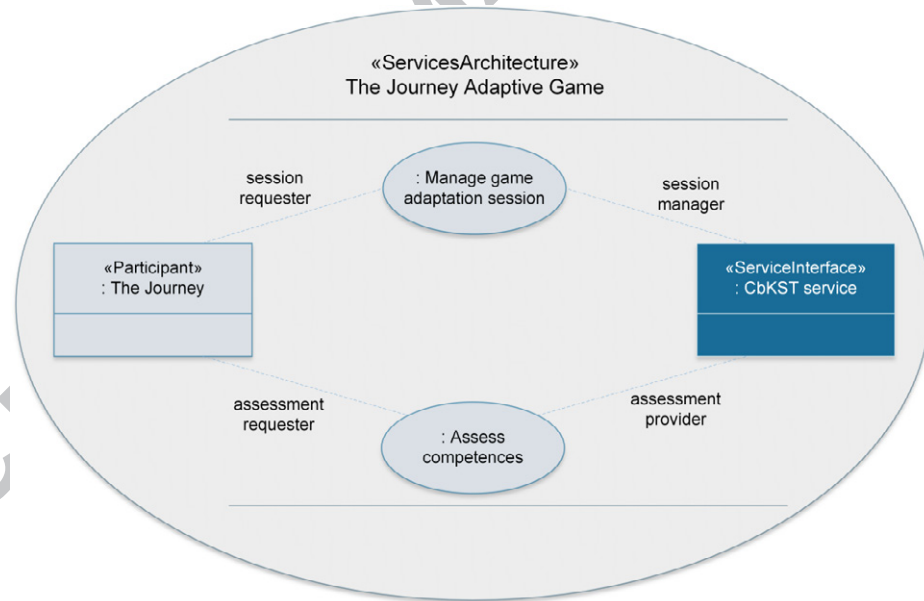 «ServicesArchitecture»
The Journey Adaptive Game
session
requester
: Manage game
adaptation session
session
manager
«Participant»
: The Journey
«ServiceInterface»
: CbKST service
assessment
requester
: Assess
competences
assessment
provider